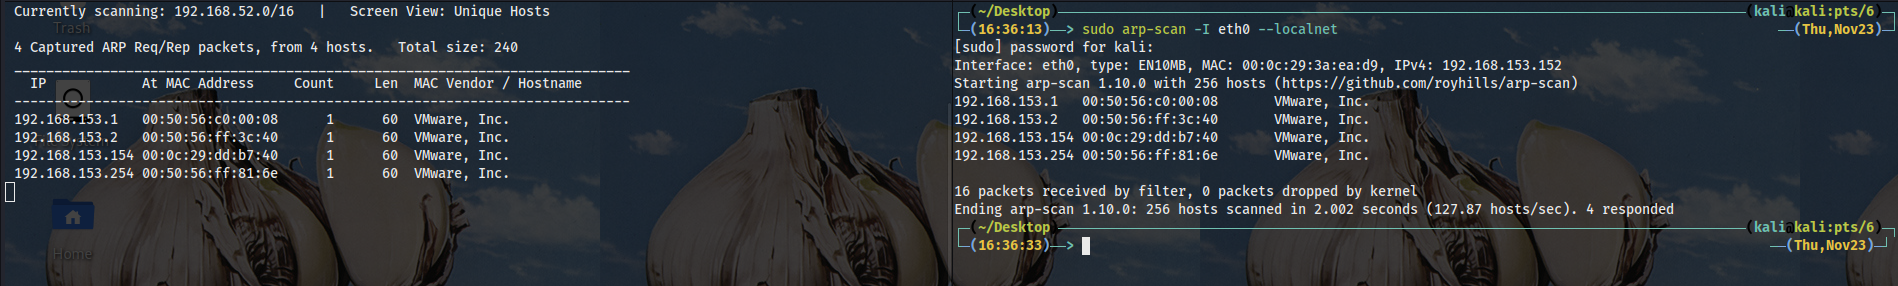 Currently scanning: 192.168.52.0/16   |   Screen View: Unique Hosts
Trash
4 Captured ARP Req/Rep packets, from 4 hosts.   Total size: 240
_____________________________________________________________________________
IP            At MAC Address     Count     Len  MAC Vendor / Hostname
-----------------------------------------------------------------------------
192.168.153.1   00:50:56:c0:00:08      1      60  VMware, Inc.
192.168.153.2   00:50:56:ff:3c:40      1      60  VMware, Inc.
192.168.153.154 00:0c:29:dd:b7:40      1      60  VMware, Inc.
192.168.153.254 00:50:56:ff:81:6e      1      60  VMware, Inc.
Home
(~/Desktop) (kali@kali:pts/6)
(16:36:13)—> sudo arp-scan -I eth0 --localnet (Thu,Nov23)
[sudo] password for kali:
Interface: eth0, type: EN10MB, MAC: 00:0c:29:3a:ea:d9, IPv4: 192.168.153.152
Starting arp-scan 1.10.0 with 256 hosts (https://github.com/royhills/arp-scan)
192.168.153.1   00:50:56:c0:00:08       VMware, Inc.
192.168.153.2   00:50:56:ff:3c:40       VMware, Inc.
192.168.153.154 00:0c:29:dd:b7:40       VMware, Inc.
192.168.153.254 00:50:56:ff:81:6e       VMware, Inc.
16 packets received by filter, 0 packets dropped by kernel
Ending arp-scan 1.10.0: 256 hosts scanned in 2.002 seconds (127.87 hosts/sec). 4 responded
(~/Desktop) (kali@kali:pts/6)
(16:36:33)—> (Thu,Nov23)